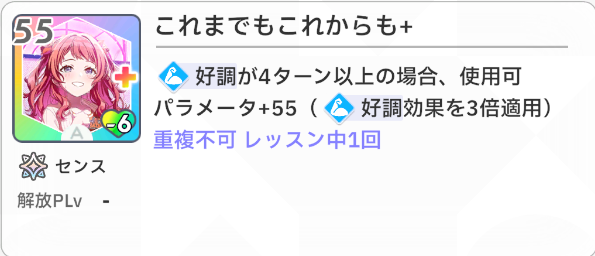 55
これまでもこれからも+
好調が4ターン以上の場合、使用可
パラメータ+55（好調効果を3倍適用）
重複不可 レッスン中1回
A
-6
センス
解放PLv -